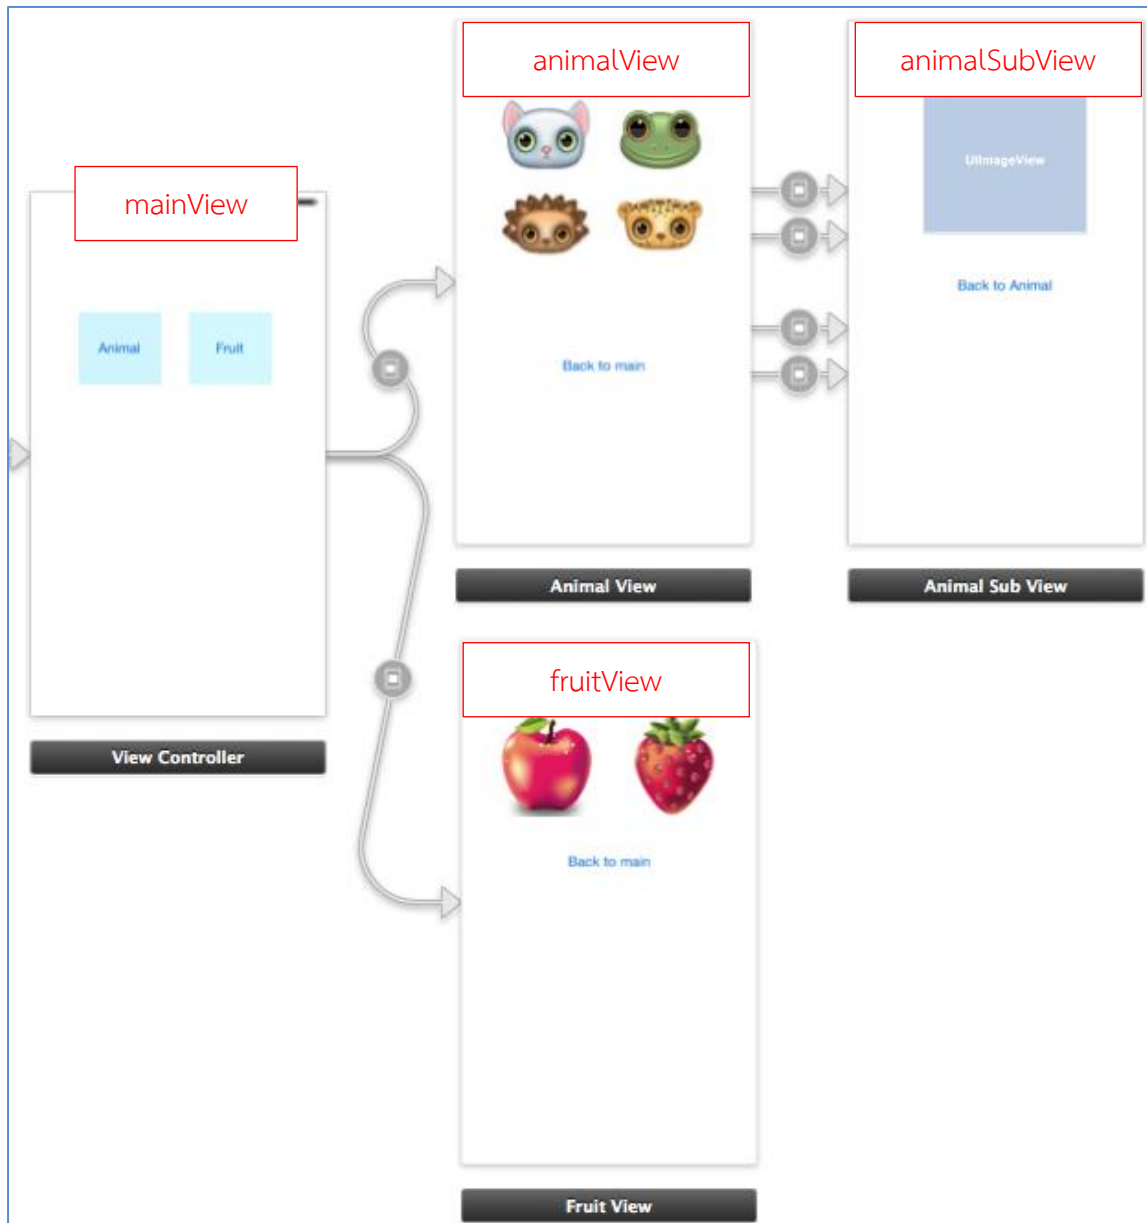 mainView
Animal
Fruit
View Controller
animalView
Back to main
Animal View
animalSubView
UIImageView
Back to Animal
Animal Sub View
fruitView
Back to main
Fruit View